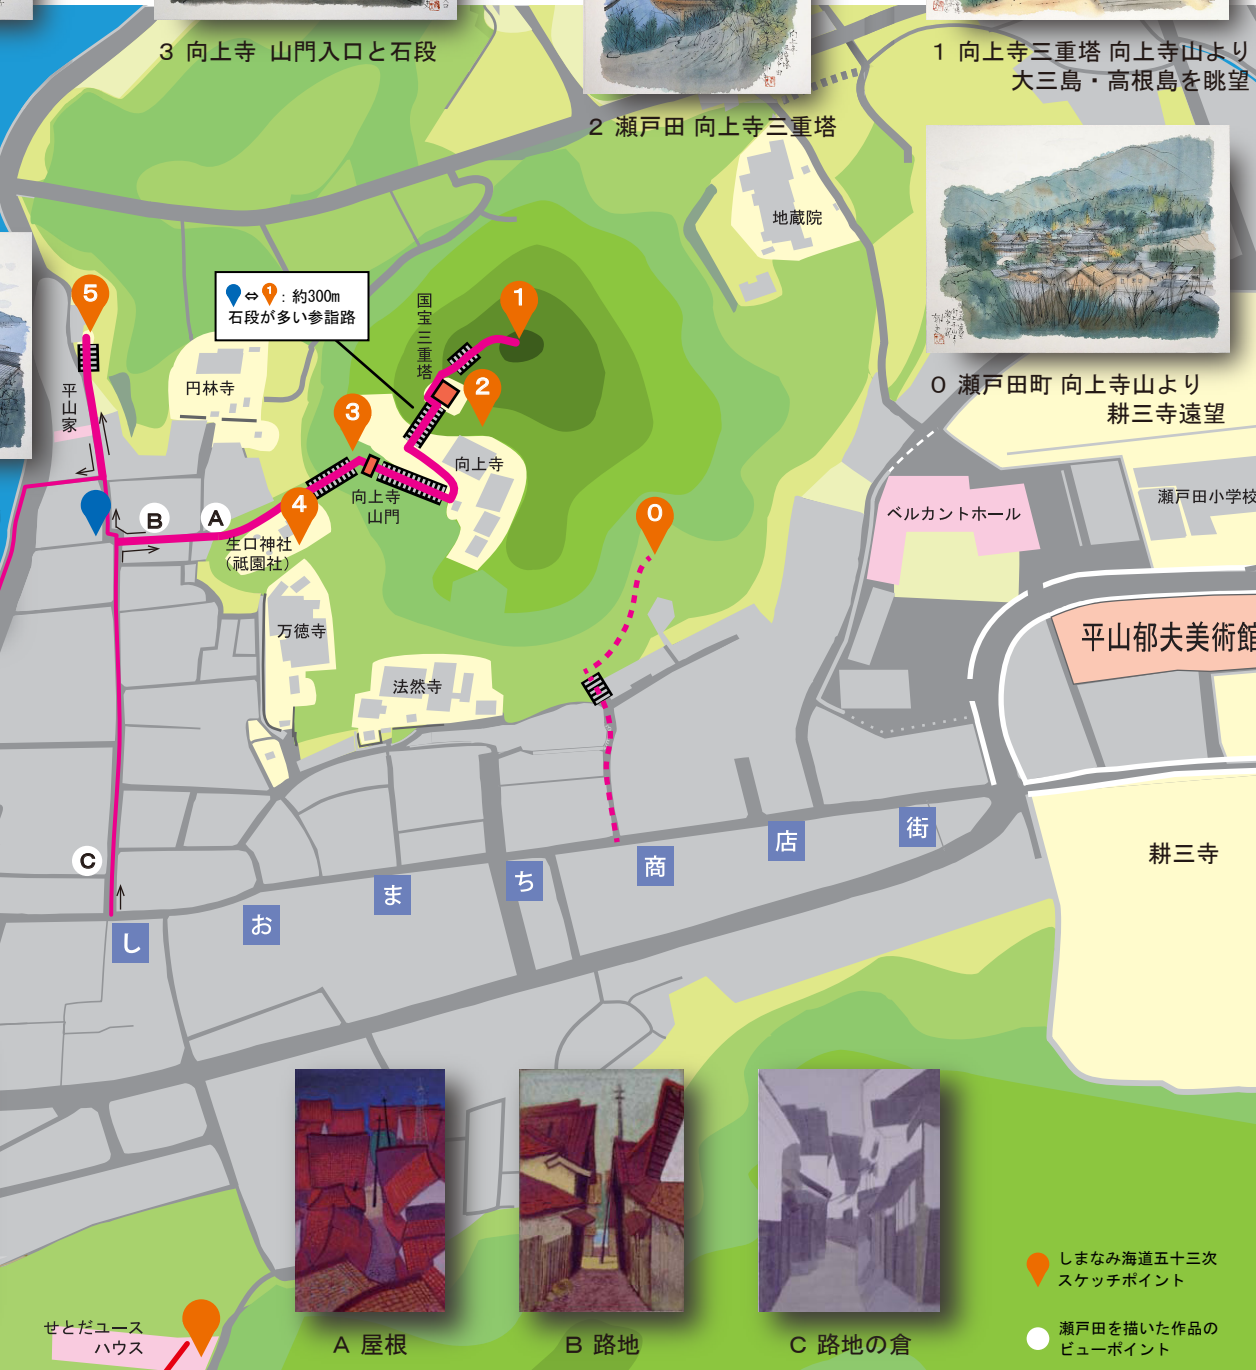 3 向上寺 山門入口と石段
2 瀬戸田 向上寺三重塔
1 向上寺三重塔 向上寺山より
大三島・高根島を眺望
地蔵院
5
⇔ 1 : 約300m
石段が多い参詣路
国宝 三重塔
1
2
3
円林寺
平山家
向上寺
向上寺
山門
4
生口神社
(祗園社)
B
A
0
0 瀬戸田町 向上寺山より
耕三寺遠望
瀬戸田小学校
ベルカントホール
平山郁夫美術館
万徳寺
法然寺
C
し
お
ま
ち
商
店
街
耕三寺
A 屋根
B 路地
C 路地の倉
しまなみ海道五十三次
スケッチポイント
瀬戸田を描いた作品の
ビューポイント
せとだユース
ハウス